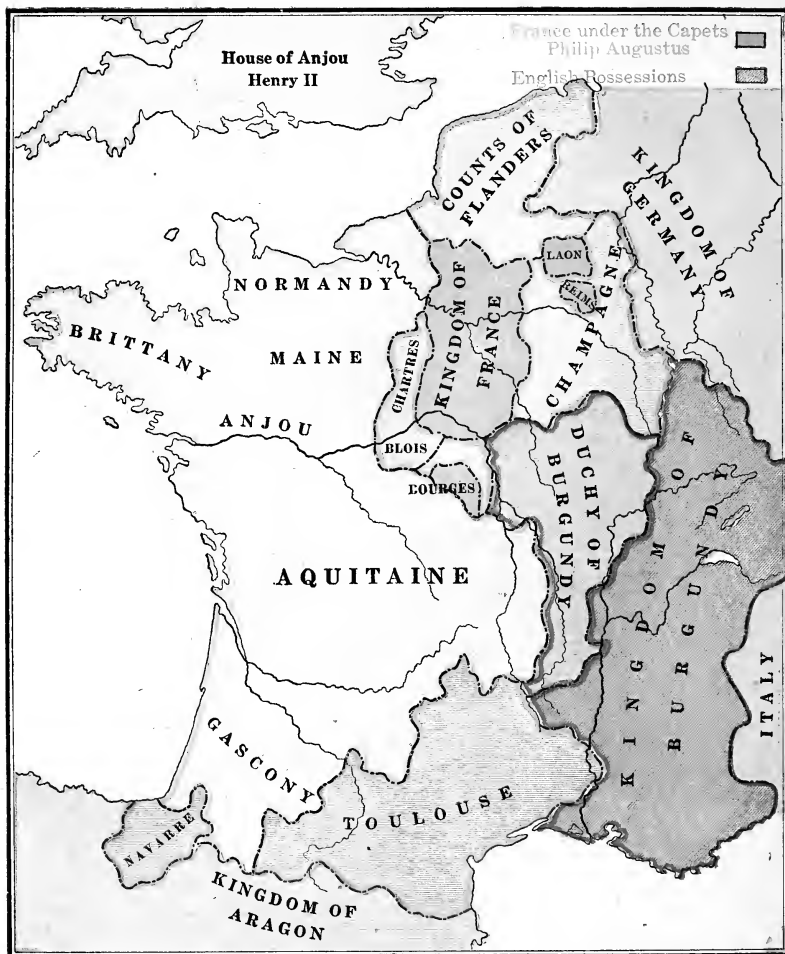 House of Anjou
Henry II
France under the Capets
Philip Augustus
English Possessions
COUNTS OF
FLANDERS
KINGDOM OF
GERMANY
NORMANDY
LAON
REIMS
BRITTANY
MAINE
CHARTRES
KINGDOM OF
FRANCE
CHAMPAGNE
ANJOU
BLOIS
BOURGES
DUCHY OF
BURGUNDY
KINGDOM OF
BURGUNDY
AQUITAINE
ITALY
GASCONY
TOULOUSE
NAVARRE
KINGDOM OF
ARAGON